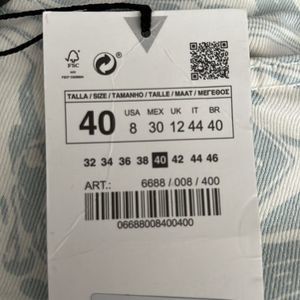 FSC
TALLA / SIZE / TAMANHO / TAILLE / MAAT / ΜΕΓΕΘΟΣ
40 USA MEX UK IT BR
8 30 12 44 40
32 34 36 38 40 42 44 46
ART.: 6688 / 008 / 400
06688008400400